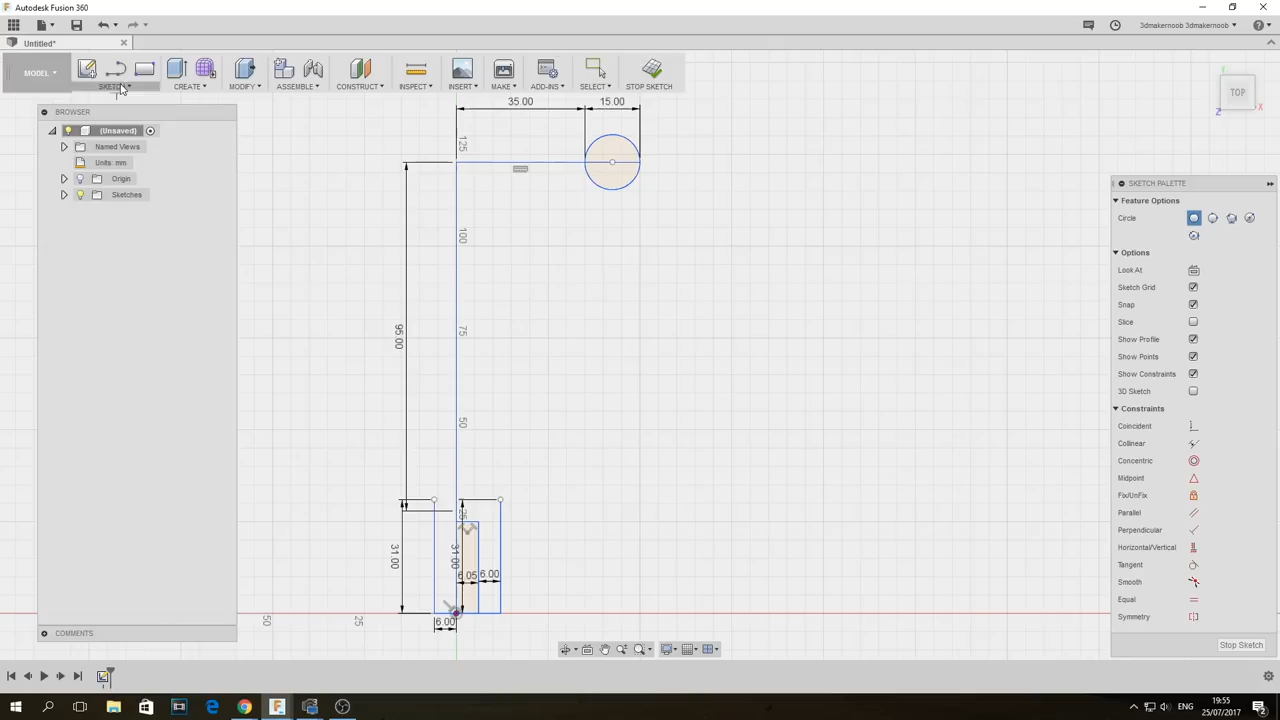 Autodesk Fusion 360
3dmakernoob 3dmakernoob
Untitled*
MODEL
SKETCH
CREATE
MODIFY
ASSEMBLE
CONSTRUCT
INSPECT
INSERT
MAKE
ADD-INS
SELECT
STOP SKETCH
BROWSER
(Unsaved)
Named Views
Units: mm
Origin
Sketches
35.00
15.00
125
100
95.00
75
50
25
31.00
31.00
6.05
6.00
6.00
50
25
TOP
X
Y
Z
SKETCH PALETTE
Feature Options
Circle
Options
Look At
Sketch Grid
Snap
Slice
Show Profile
Show Points
Show Constraints
3D Sketch
Constraints
Coincident
Collinear
Concentric
Midpoint
Fix/UnFix
Parallel
Perpendicular
Horizontal/Vertical
Tangent
Smooth
Equal
Symmetry
Stop Sketch
COMMENTS
ENG
19:55
25/07/2017
2